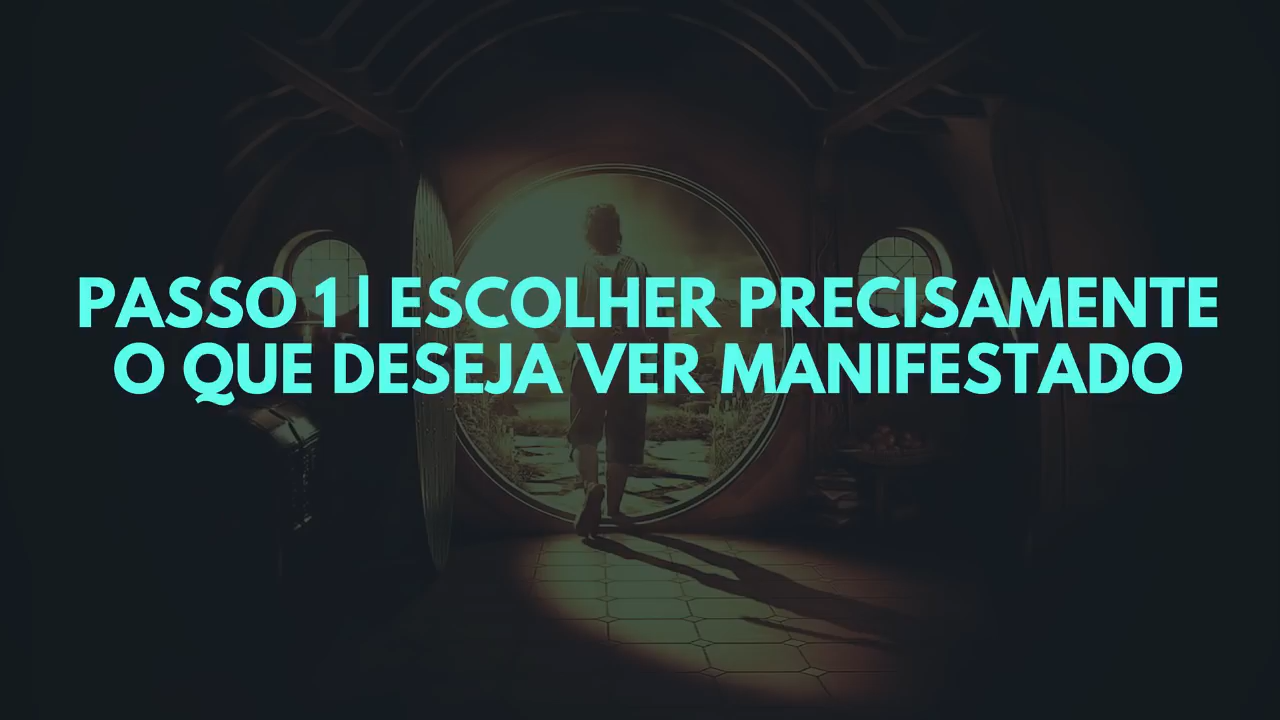 PASSO 1 | ESCOLHER PRECISAMENTE
O QUE DESEJA VER MANIFESTADO